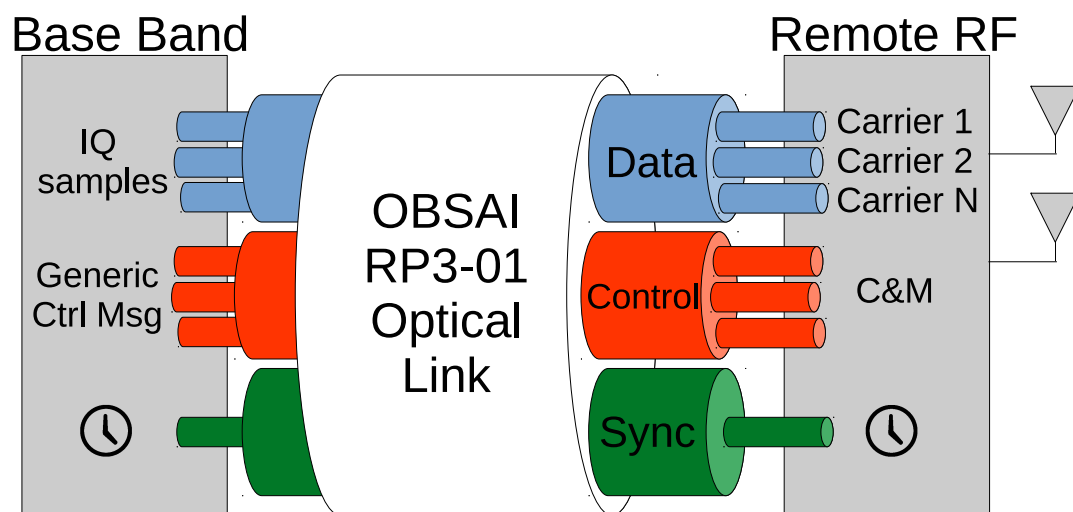 Base Band
Remote RF
IQ
samples
Generic
Ctrl Msg
OBSAI
RP3-01
Optical
Link
Data
Control
Sync
Carrier 1
Carrier 2
Carrier N
C&M